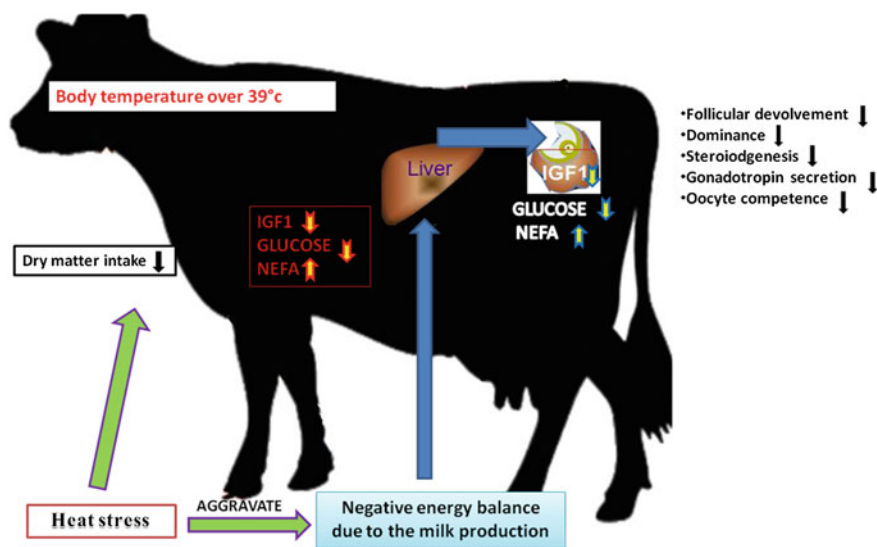 Body temperature over 39°c
•Follicular devolvement ↓
•Dominance ↓
•Steroiodgenesis ↓
•Gonadotropin secretion ↓
•Oocyte competence ↓
Liver
IGF1
GLUCOSE
NEFA
IGF1
GLUCOSE
NEFA
Dry matter intake ↓
Heat stress
AGGRAVATE
Negative energy balance
due to the milk production